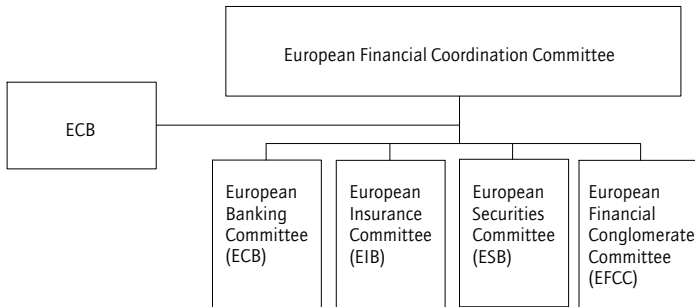 European Financial Coordination Committee
ECB
European
Banking
Committee
(ECB)
European
Insurance
Committee
(EIB)
European
Securities
Committee
(ESB)
European
Financial
Conglomerate
Committee
(EFCC)